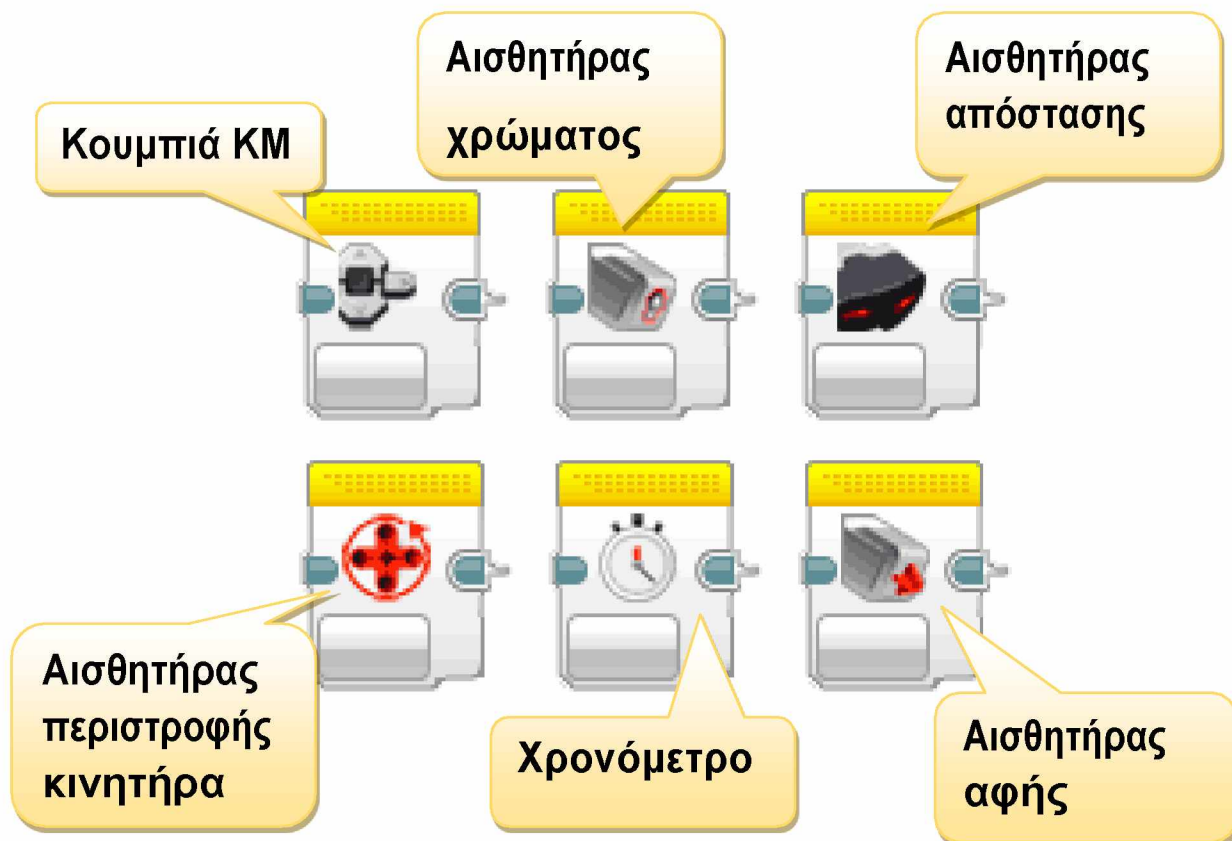 Κουμπιά ΚΜ
Αισθητήρας
χρώματος
Αισθητήρας
απόστασης
Αισθητήρας
περιστροφής
κινητήρα
Χρονόμετρο
Αισθητήρας
αφής